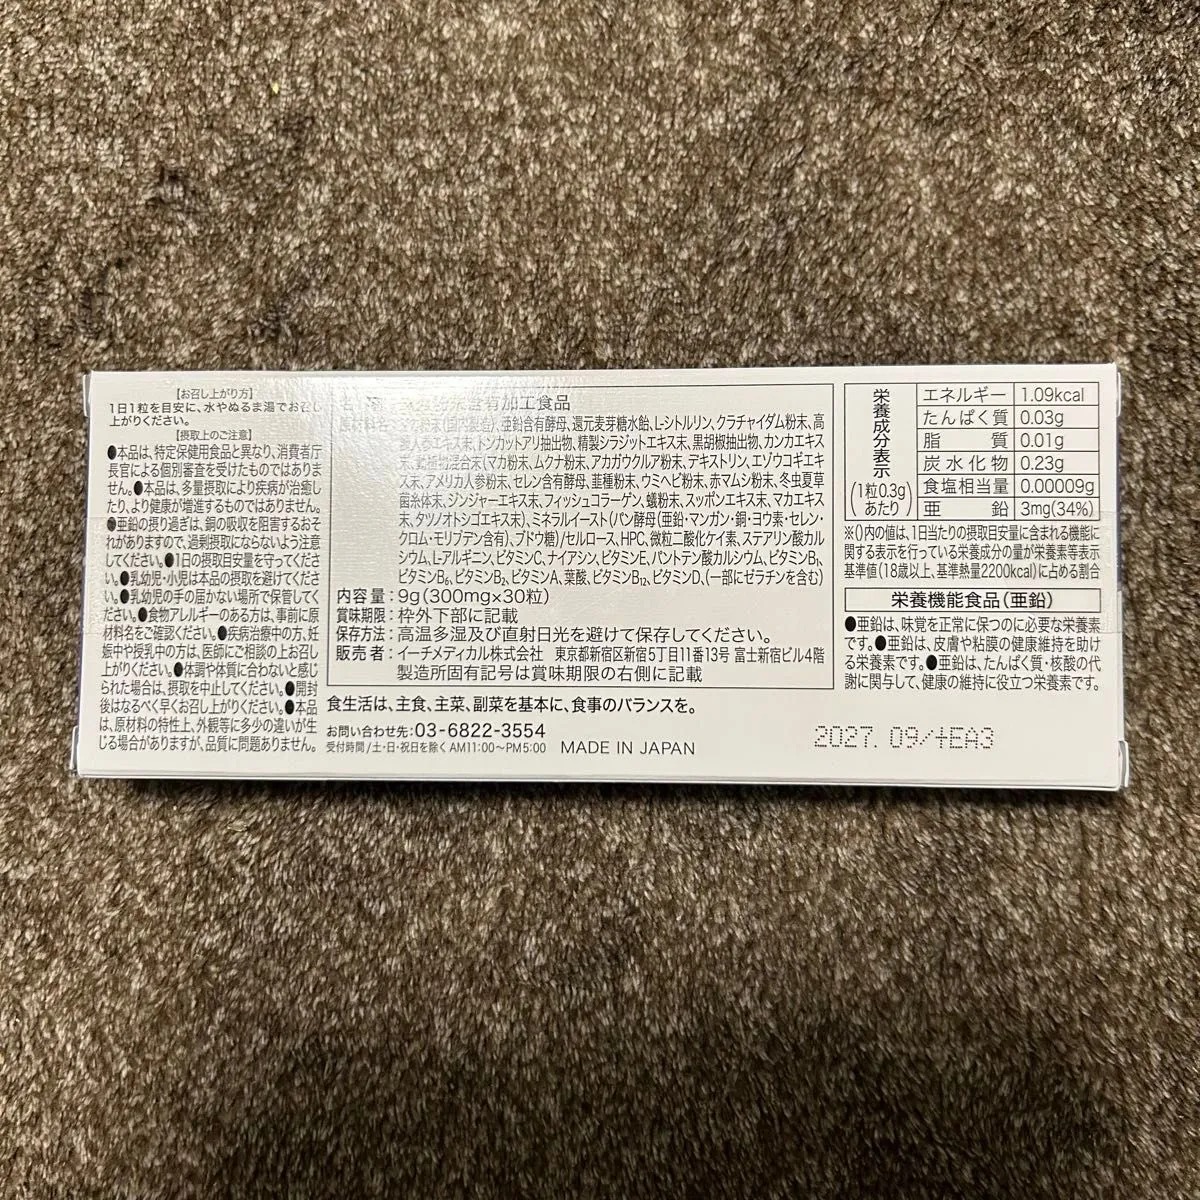 【お召し上がり方】
1日1粒を目安に、水やぬるま湯でお召し
上がりください。
【摂取上のご注意】
●本品は、特定保健用食品と異なり、消費者庁
長官による個別審査を受けたものではありま
せん。●本品は、多量摂取により疾病が治癒し
たり、より健康が増進するものではありません。
●亜鉛の摂り過ぎは、銅の吸収を阻害するおそ
れがありますので、過剰摂取にならないよう注意
してください。●1日の摂取目安量を守ってくださ
い。●乳幼児・小児は本品の摂取を避けてくださ
い。●乳幼児の手の届かない場所で保管してくだ
さい。●食物アレルギーのある方は、事前に原
材料名をご確認ください。●疾病治療中の方、妊
娠中や授乳中の方は、医師にご相談の上お召し
上がりください。●体調や体質に合わないと感じ
られた場合は、摂取を中止してください。●開封
後はなるべく早くお召し上がりください。●本品
は、原材料の特性上、外観等に多少の違いが生
じる場合がありますが、品質に問題ありません。
名 称 含有加工食品
原材料名: 粉末(国内製造)、亜鉛含有酵母、還元麦芽糖水飴、L-シトルリン、クラチャイダム粉末、高
麗人参エキス末、トンカットアリ抽出物、精製シラジットエキス末、黒胡椒抽出物、カンカエキス
末、動植物混合末(マカ粉末、ムクナ粉末、アカガウクルア粉末、デキストリン、エゾウコギエキ
ス末、アメリカ人参粉末、セレン含有酵母、韮種粉末、ウミヘビ粉末、赤マムシ粉末、冬虫夏草
菌糸体末、ジンジャーエキス末、フィッシュコラーゲン、蟻粉末、スッポンエキス末、マカエキス
末、タツノオトシゴエキス末)、ミネラルイースト(パン酵母(亜鉛・マンガン・銅・ヨウ素・セレン・
クロム・モリブデン含有)、ブドウ糖)/セルロース、HPC、微粒二酸化ケイ素、ステアリン酸カル
シウム、L-アルギニン、ビタミンC、ナイアシン、ビタミンE、パントテン酸カルシウム、ビタミンB₁、
ビタミンB₆、ビタミンB₂、ビタミンA、葉酸、ビタミンB₁₂、ビタミンD、(一部にゼラチンを含む)
内容量:9g(300mg×30粒)
賞味期限:枠外下部に記載
保存方法:高温多湿及び直射日光を避けて保存してください。
販売者:イーチメディカル株式会社 東京都新宿区新宿5丁目11番13号 富士新宿ビル4階
製造所固有記号は賞味期限の右側に記載
食生活は、主食、主菜、副菜を基本に、食事のバランスを。
お問い合わせ先:03-6822-3554
受付時間/土・日・祝日を除く AM11:00〜PM5:00 MADE IN JAPAN
栄養成分表示
(1粒0.3g)
あたり
エネルギー 1.09kcal
たんぱく質 0.03g
脂質 0.01g
炭水化物 0.23g
食塩相当量 0.00009g
亜鉛 3mg(34%)
※()内の値は、1日当たりの摂取目安量に含まれる機能に
関する表示を行っている栄養成分の量が栄養素等表示
基準値(18歳以上、基準熱量2200kcal)に占める割合
栄養機能食品(亜鉛)
●亜鉛は、味覚を正常に保つのに必要な栄養素
です。●亜鉛は、皮膚や粘膜の健康維持を助け
る栄養素です。●亜鉛は、たんぱく質・核酸の代
謝に関与して、健康の維持に役立つ栄養素です。
2027. 09/+EA3